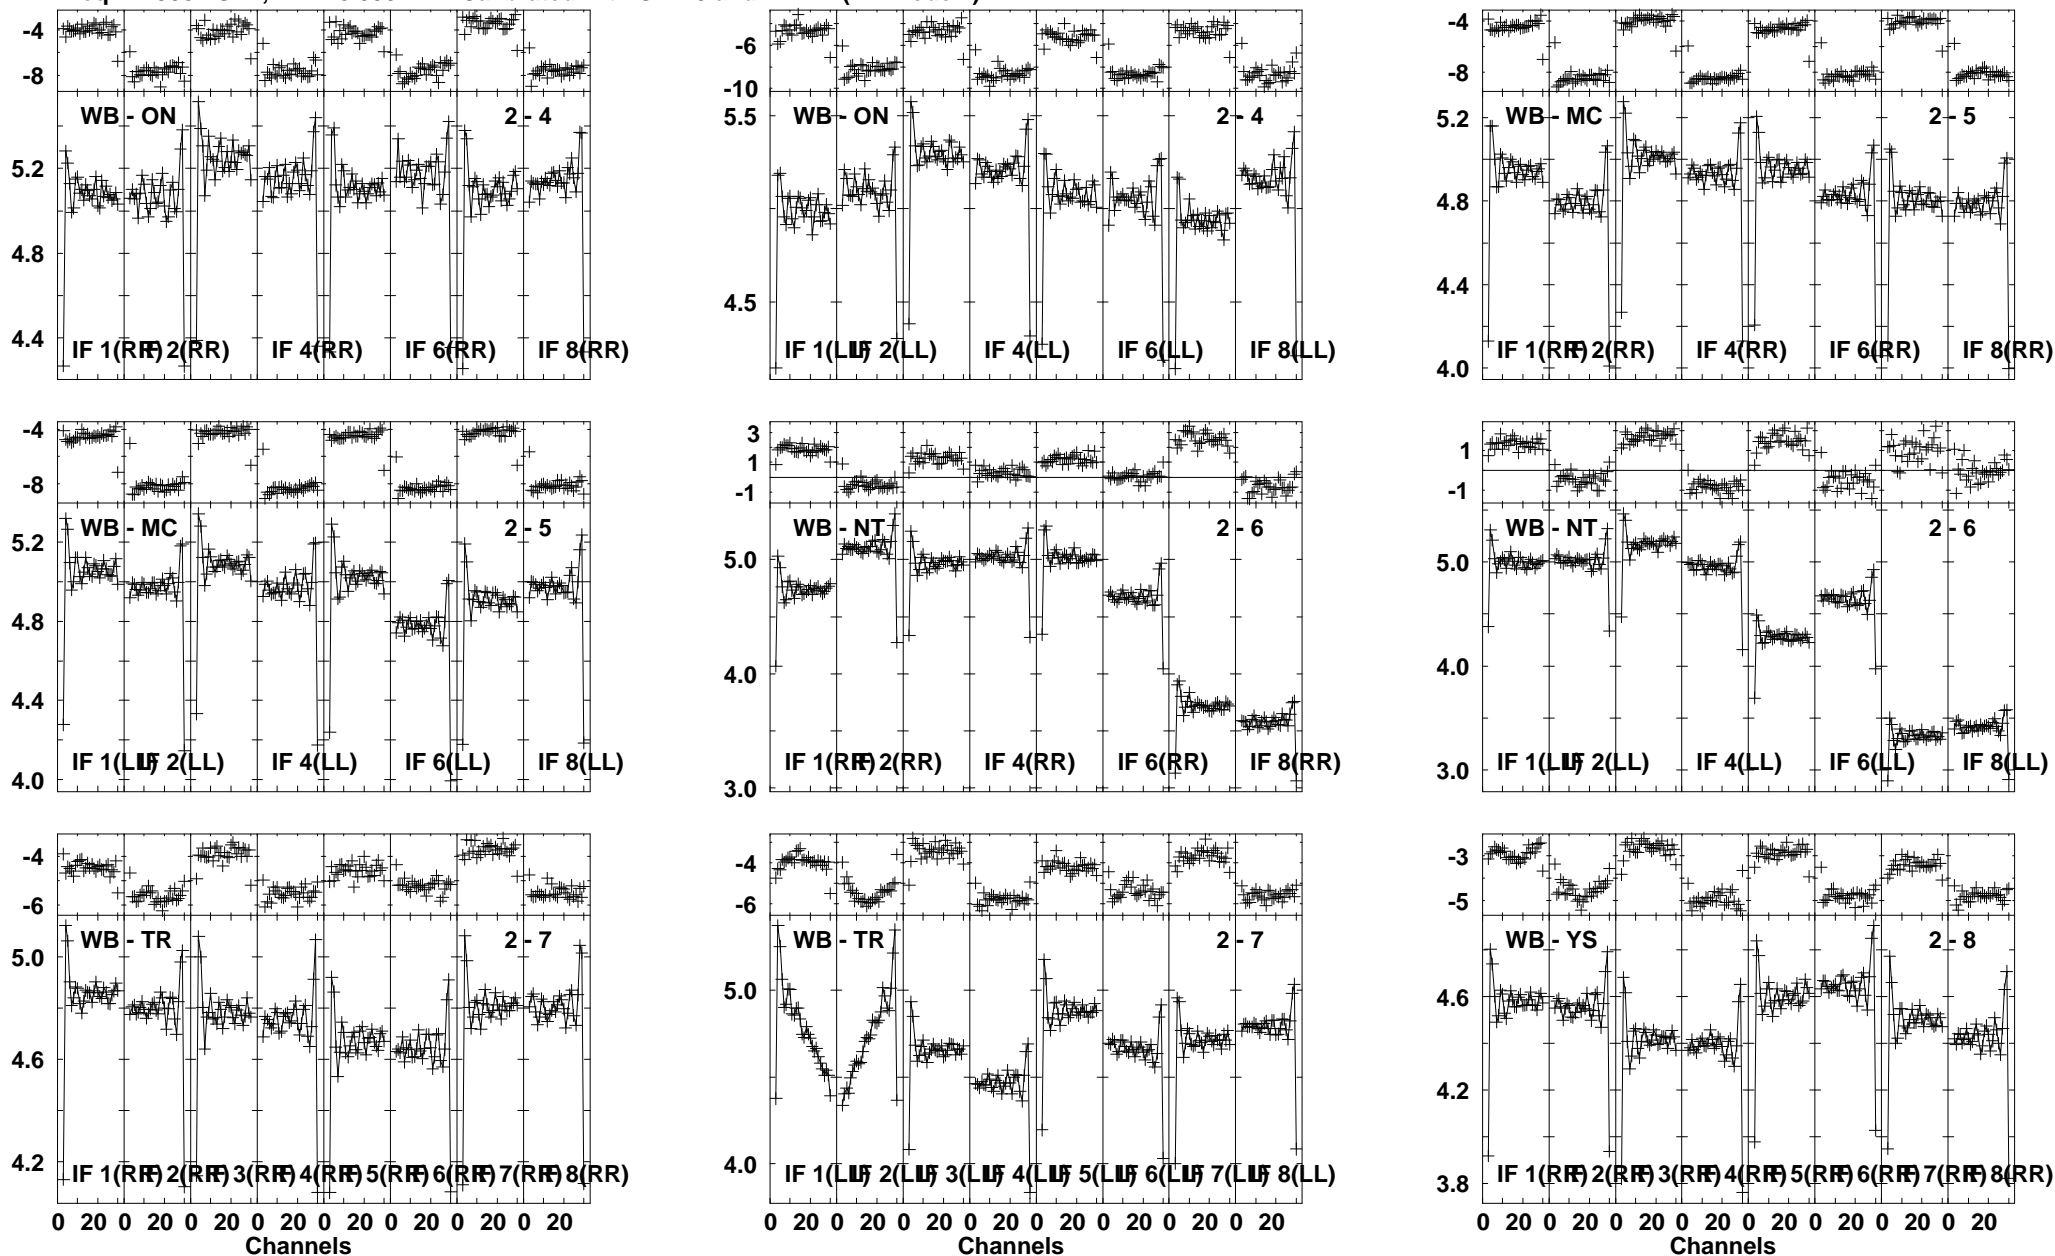 -4
-8
WB - ON 2 - 4
5.2
4.8
4.4
IF 1(RR) IF 2(RR) IF 4(RR) IF 6(RR) IF 8(RR)
-6
-10
5.5
WB - ON 2 - 4
4.5
IF 1(LL) IF 2(LL) IF 4(LL) IF 6(LL) IF 8(LL)
-4
-8
5.2
WB - MC 2 - 5
4.8
4.4
4.0
IF 1(RR) IF 2(RR) IF 4(RR) IF 6(RR) IF 8(RR)
-4
-8
WB - MC 2 - 5
5.2
4.8
4.4
4.0
IF 1(LL) IF 2(LL) IF 4(LL) IF 6(LL) IF 8(LL)
3
1
-1
WB - NT 2 - 6
5.0
4.0
3.0
IF 1(RR) IF 2(RR) IF 4(RR) IF 6(RR) IF 8(RR)
1
-1
WB - NT 2 - 6
5.0
4.0
3.0
IF 1(LL) IF 2(LL) IF 4(LL) IF 6(LL) IF 8(LL)
-4
-6
WB - TR 2 - 7
5.0
4.6
4.2
IF 1(RR) IF 2(RR) IF 3(RR) IF 4(RR) IF 5(RR) IF 6(RR) IF 7(RR) IF 8(RR)
0 20 0 20 0 20 0 20 0 20 0 20 0 20 0 20
Channels
-4
-6
WB - TR 2 - 7
5.0
4.0
IF 1(LL) IF 2(LL) IF 3(LL) IF 4(LL) IF 5(LL) IF 6(LL) IF 7(LL) IF 8(LL)
0 20 0 20 0 20 0 20 0 20 0 20 0 20 0 20
Channels
-3
-5
WB - YS 2 - 8
4.6
4.2
3.8
IF 1(RR) IF 2(RR) IF 3(RR) IF 4(RR) IF 5(RR) IF 6(RR) IF 7(RR) IF 8(RR)
0 20 0 20 0 20 0 20 0 20 0 20 0 20 0 20
Channels